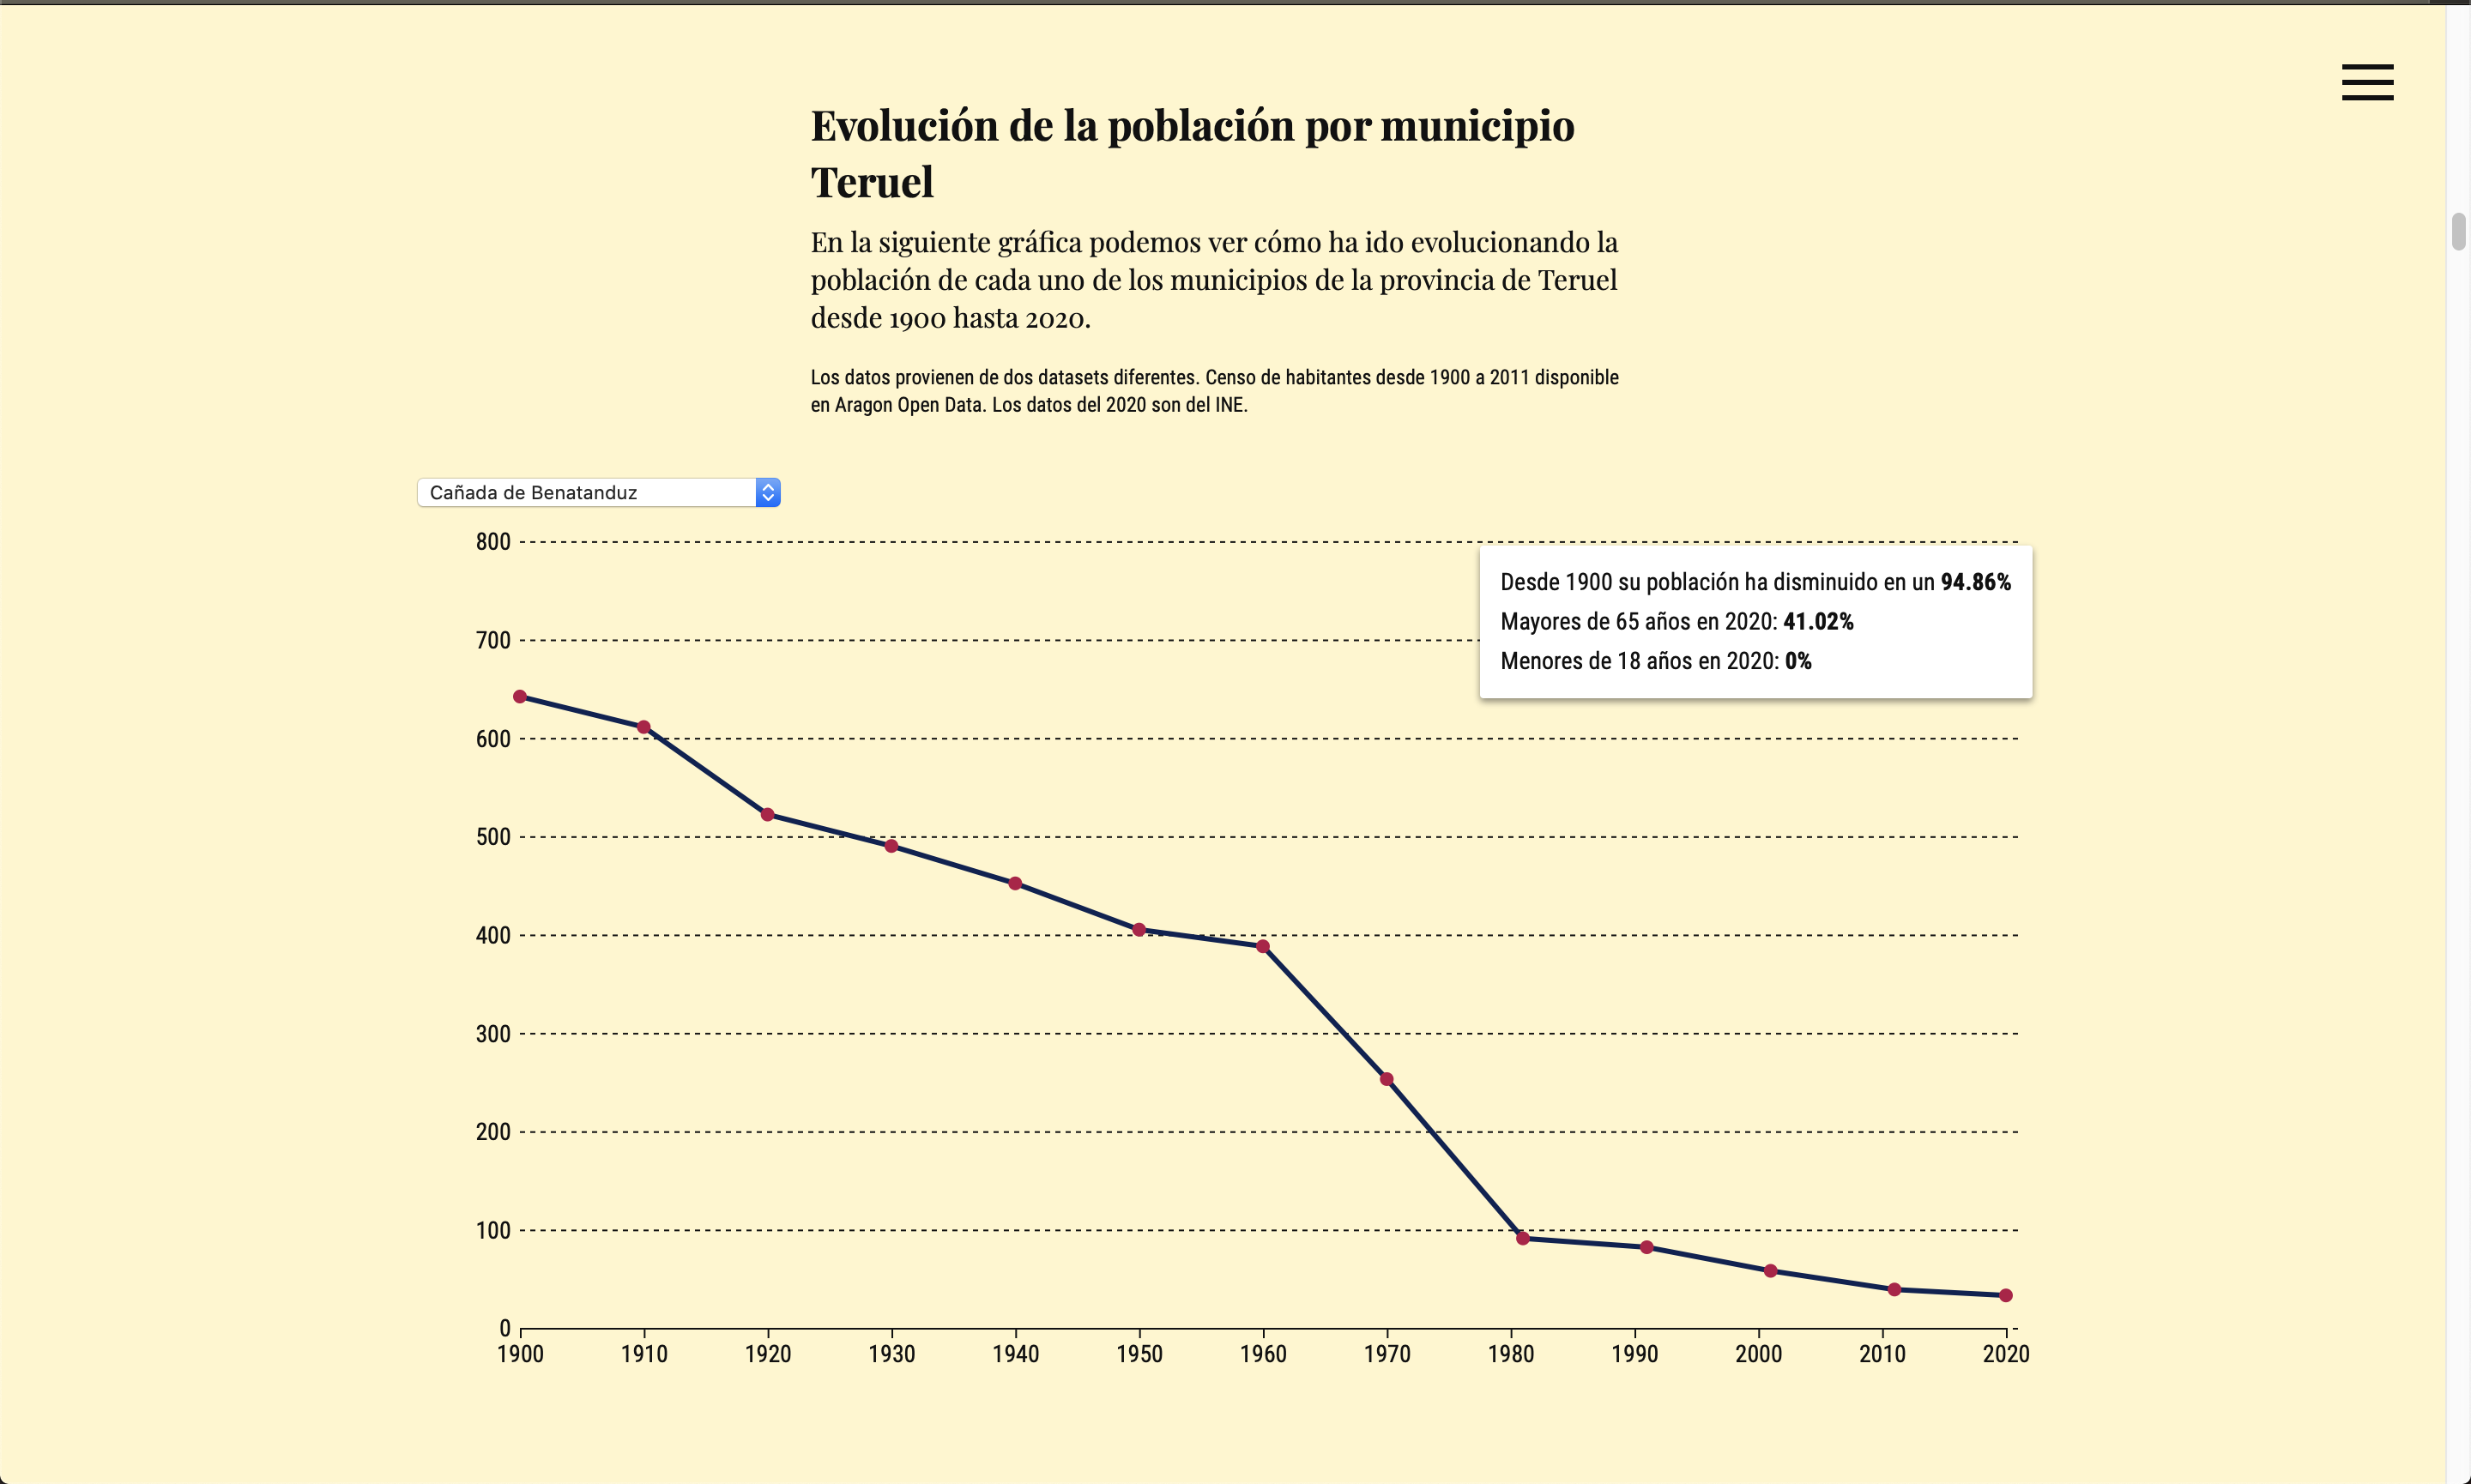 Evolución de la población por municipio
Teruel
En la siguiente gráfica podemos ver cómo ha ido evolucionando la
población de cada uno de los municipios de la provincia de Teruel
desde 1900 hasta 2020.
Los datos provienen de dos datasets diferentes. Censo de habitantes desde 1900 a 2011 disponible
en Aragon Open Data. Los datos del 2020 son del INE.
Cañada de Benatanduz
800
Desde 1900 su población ha disminuido en un 94.86%
Mayores de 65 años en 2020: 41.02%
700
Menores de 18 años en 2020: 0%
600
500
400
300
200
100
0
1900 1910 1920 1930 1940 1950 1960 1970 1980 1990 2000 2010 2020